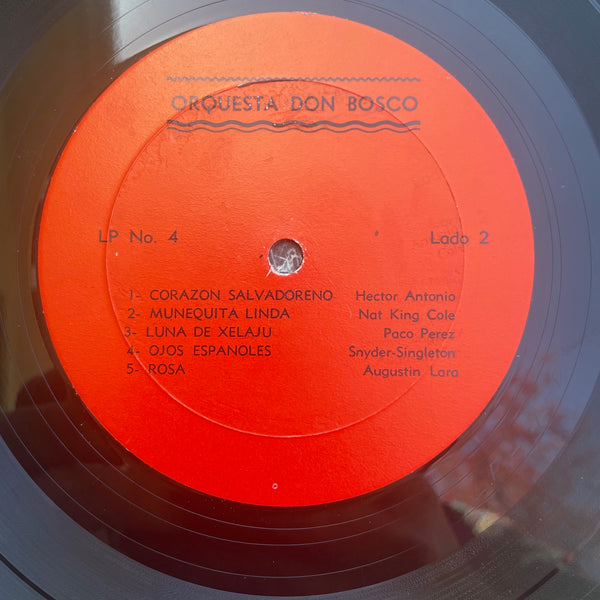 ORQUESTA DON BOSCO
LP No. 4 Lado 2
1- CORAZON SALVADORENO Hector Antonio
2- MUNEQUITA LINDA Nat King Cole
3- LUNA DE XELAJU Paco Perez
4- OJOS ESPANOLES Snyder-Singleton
5- ROSA Augustin Lara